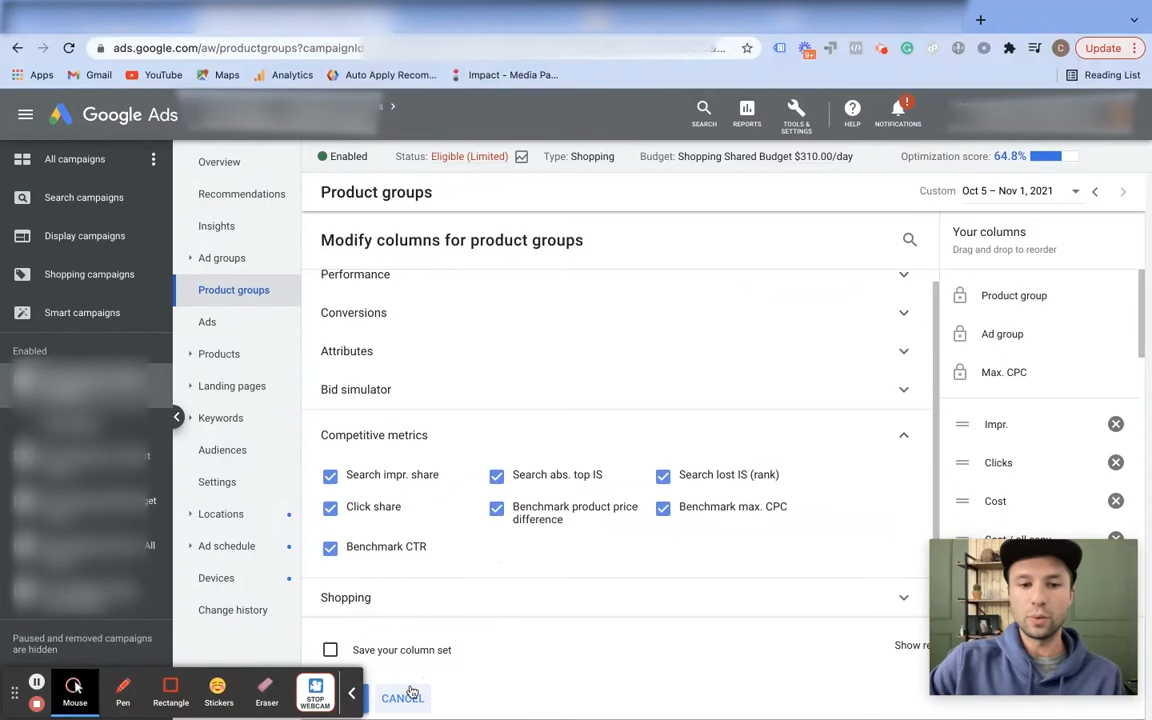 ads.google.com/aw/productgroups?campaignId
...
9+
C
Update
Apps
Gmail
YouTube
Maps
Analytics
Auto Apply Recom...
Impact - Media Pa...
Reading List
Google Ads
SEARCH
REPORTS
TOOLS &
SETTINGS
HELP
!
NOTIFICATIONS
All campaigns
Search campaigns
Display campaigns
Shopping campaigns
Smart campaigns
Enabled
Paused and removed campaigns
are hidden
Overview
Recommendations
Insights
Ad groups
Product groups
Ads
Products
Landing pages
Keywords
Audiences
Settings
Locations
Ad schedule
Devices
Change history
Enabled
Status: Eligible (Limited)
Type: Shopping
Budget: Shopping Shared Budget $310.00/day
Optimization score: 64.8%
Product groups
Custom Oct 5 – Nov 1, 2021
Modify columns for product groups
Performance
Conversions
Attributes
Bid simulator
Competitive metrics
Search impr. share
Search abs. top IS
Search lost IS (rank)
Click share
Benchmark product price
difference
Benchmark max. CPC
Benchmark CTR
Shopping
Save your column set
Show re
CANCEL
Your columns
Drag and drop to reorder
Product group
Ad group
Max. CPC
Impr.
Clicks
Cost
Mouse
Pen
Rectangle
Stickers
Eraser
STOP
WEBCAM